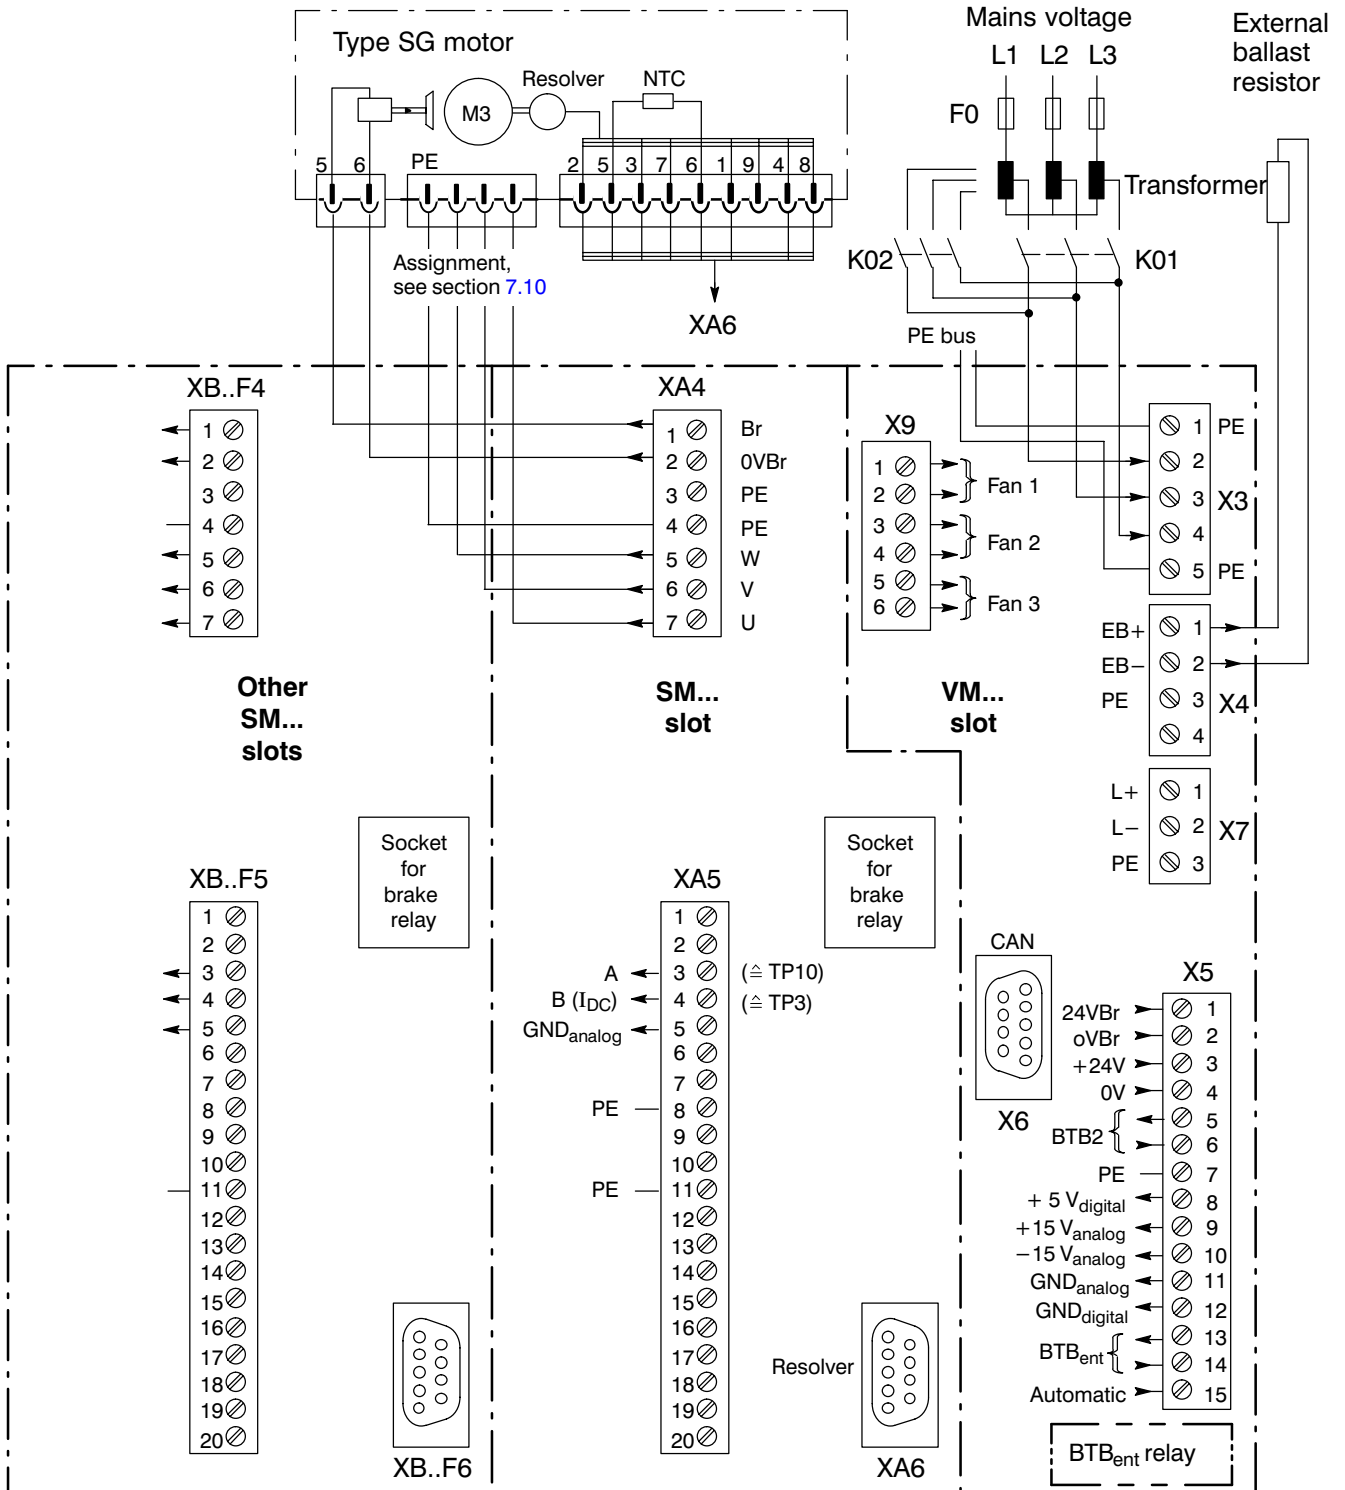 Type SG motor
Resolver
NTC
M3
5 6 PE
2 5 3 7 6 1 9 4 8
Assignment,
see section 7.10
XA6
Mains voltage
L1 L2 L3
F0
Transformer
External
ballast
resistor
K02
K01
PE bus
XB..F4
1
2
3
4
5
6
7
Other
SM...
slots
XA4
1 Br
2 0VBr
3 PE
4 PE
5 W
6 V
7 U
SM...
slot
X9
1
2
Fan 1
3
4
Fan 2
5
6
Fan 3
VM...
slot
1 PE
2
3 X3
4
5 PE
EB+ 1
EB− 2
PE 3 X4
4
L+ 1
L− 2 X7
PE 3
Socket
for
brake
relay
Socket
for
brake
relay
XB..F5
1
2
3
4
5
6
7
8
9
10
11
12
13
14
15
16
17
18
19
20
XB..F6
XA5
1
2
A 3 (≙ TP10)
B (IDC) 4 (≙ TP3)
GNDanalog 5
6
7
PE 8
9
10
PE 11
12
13
14
15
16
17
18
19
20
Resolver
XA6
CAN
X6
X5
24VBr 1
oVBr 2
+24V 3
0V 4
BTB2 5
6
PE 7
+ 5 Vdigital 8
+15 Vanalog 9
−15 Vanalog 10
GNDanalog 11
GNDdigital 12
BTBent 13
14
Automatic 15
BTBent relay